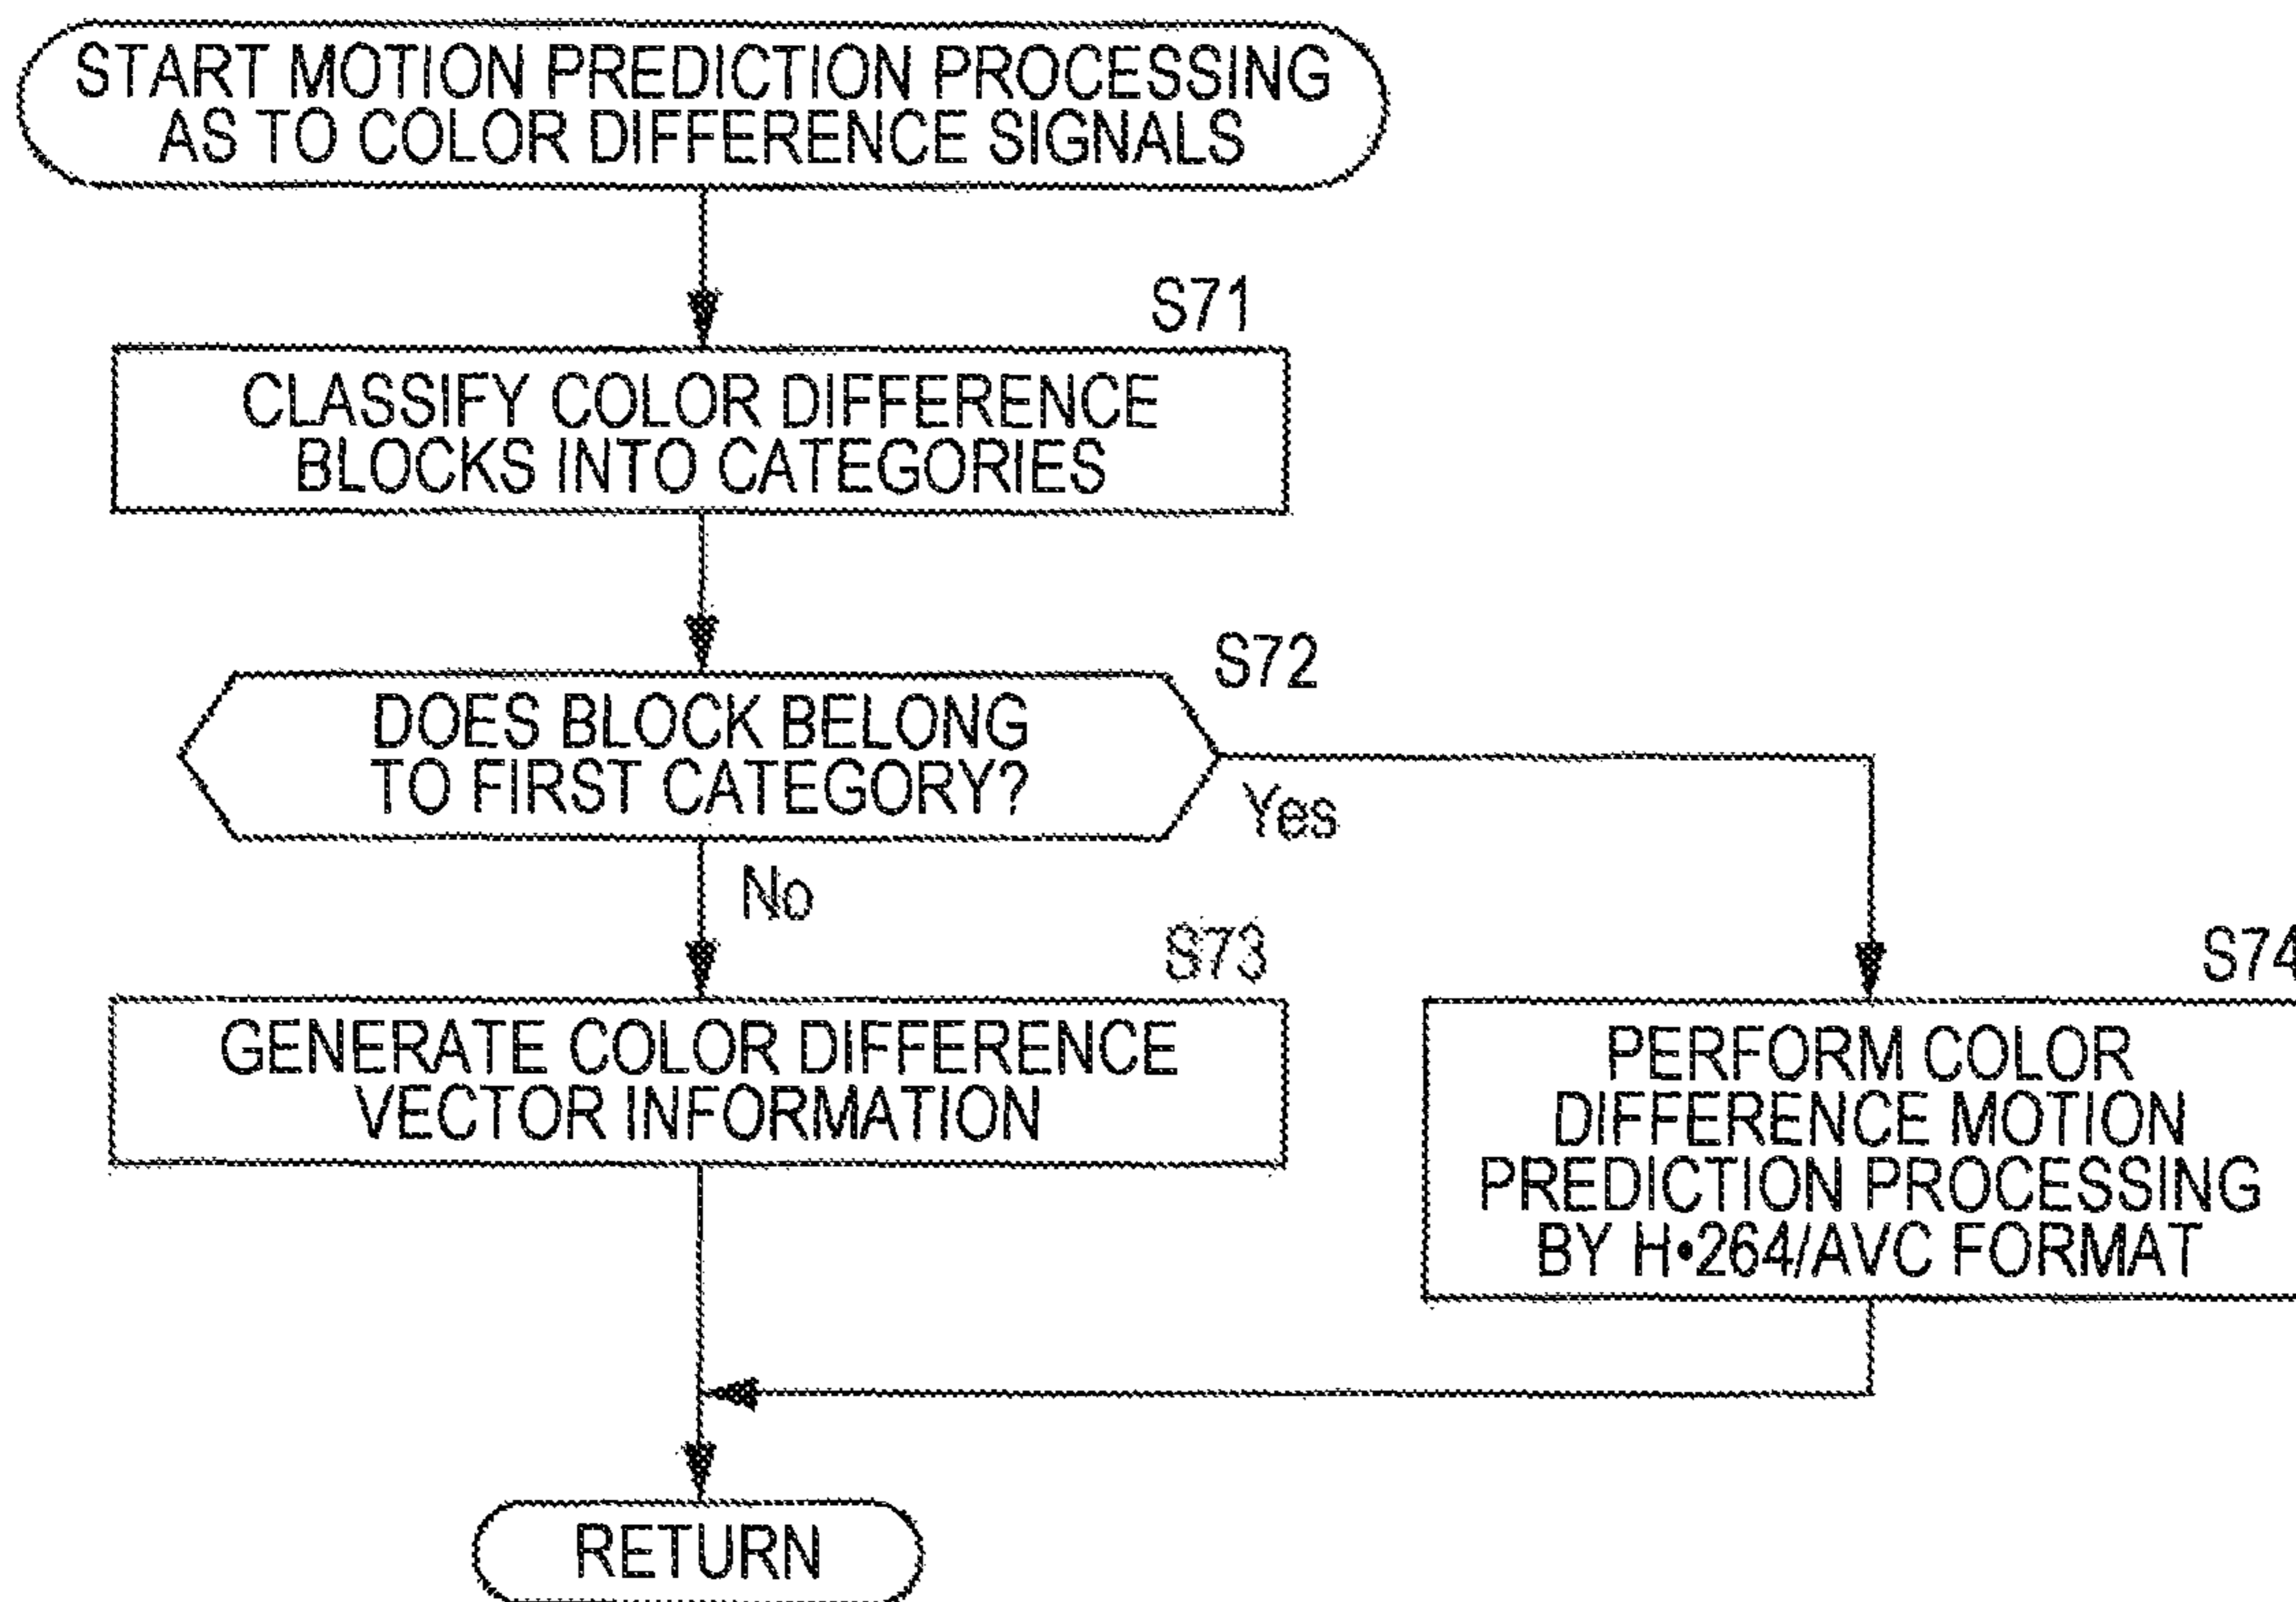 START MOTION PREDICTION PROCESSING
AS TO COLOR DIFFERENCE SIGNALS
S71
CLASSIFY COLOR DIFFERENCE
BLOCKS INTO CATEGORIES
S72
DOES BLOCK BELONG
TO FIRST CATEGORY?
Yes
No
S73
GENERATE COLOR DIFFERENCE
VECTOR INFORMATION
S74
PERFORM COLOR
DIFFERENCE MOTION
PREDICTION PROCESSING
BY H•264/AVC FORMAT
RETURN